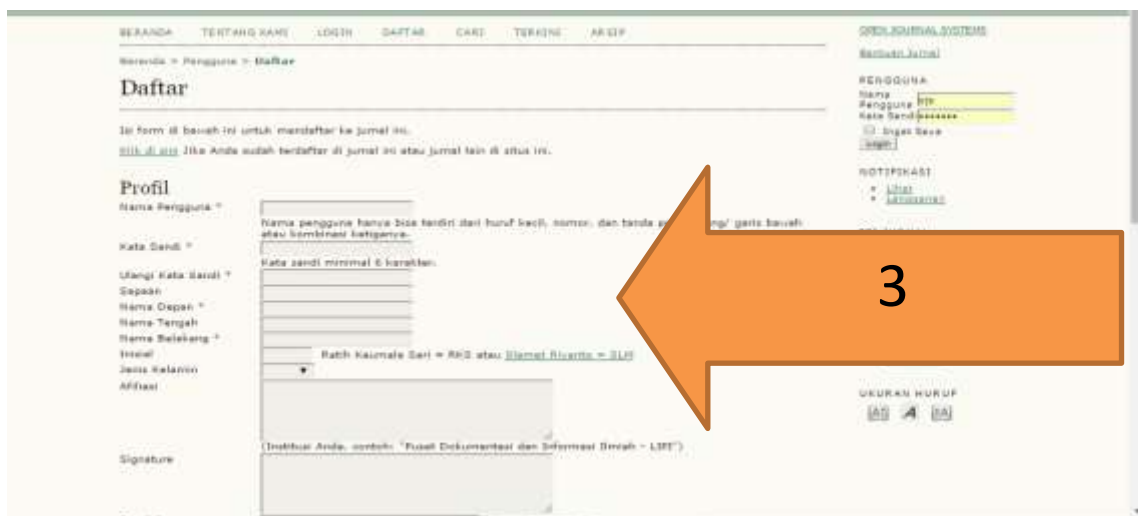 BERANDA TENTANG KAMI LOGIN DAFTAR CARI TERKINI ARSIP
Beranda > Pengguna > Daftar
Daftar
Isi form di bawah ini untuk mendaftar ke jurnal ini.
Klik di sini Jika Anda sudah terdaftar di jurnal ini atau jurnal lain di situs ini.
Profil
Nama Pengguna *
Nama pengguna hanya bisa terdiri dari huruf kecil, nomor, dan tanda garis bawah
atau kombinasi ketiganya.
Kata Sandi *
Kata sandi minimal 6 karakter.
Ulangi Kata Sandi *
Sapaan
Nama Depan *
Nama Tengah
Nama Belakang *
Inisial Ratih Kaumala Sari = RKS atau
Jenis Kelamin
Afiliasi
(Institusi Anda, contoh: "Pusat Dokumentasi dan Informasi Ilmiah - LIPI")
Signature
OPEN JOURNAL SYSTEMS
Bantuan Jurnal
PENGGUNA
Nama
Pengguna
Kata Sandi
Ingat Saya
Login
NOTIFIKASI
Lihat
Langganan
3
UKURAN HURUF